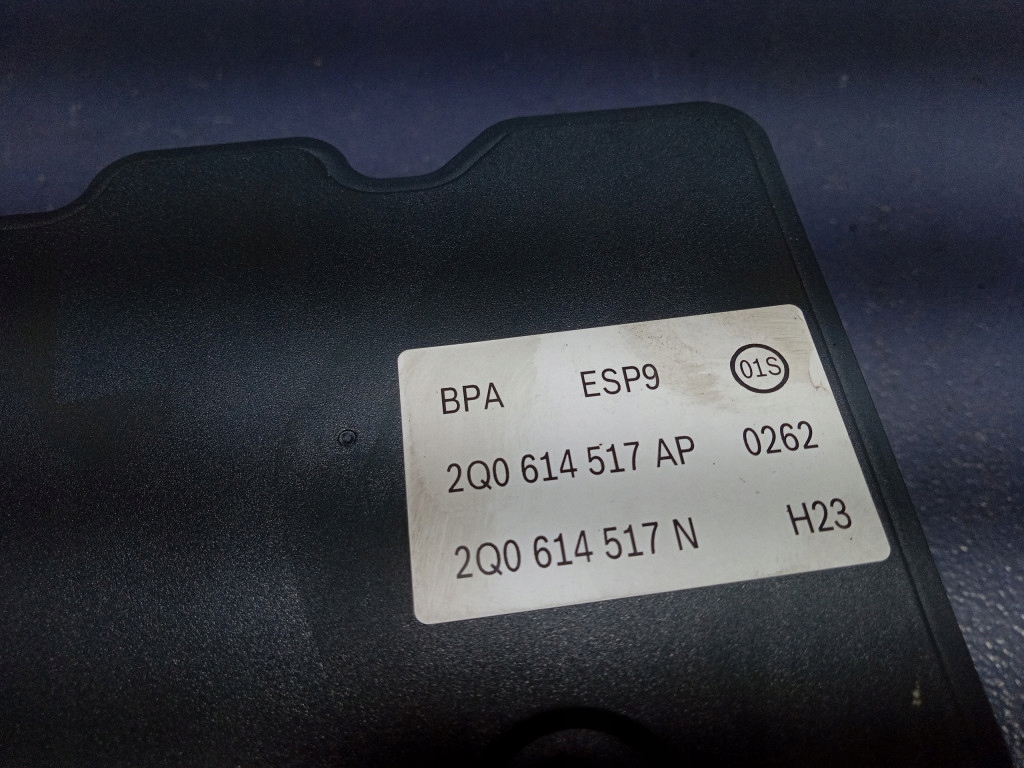 BPA ESP9 01S
2Q0 614 517 AP 0262
2Q0 614 517 N H23